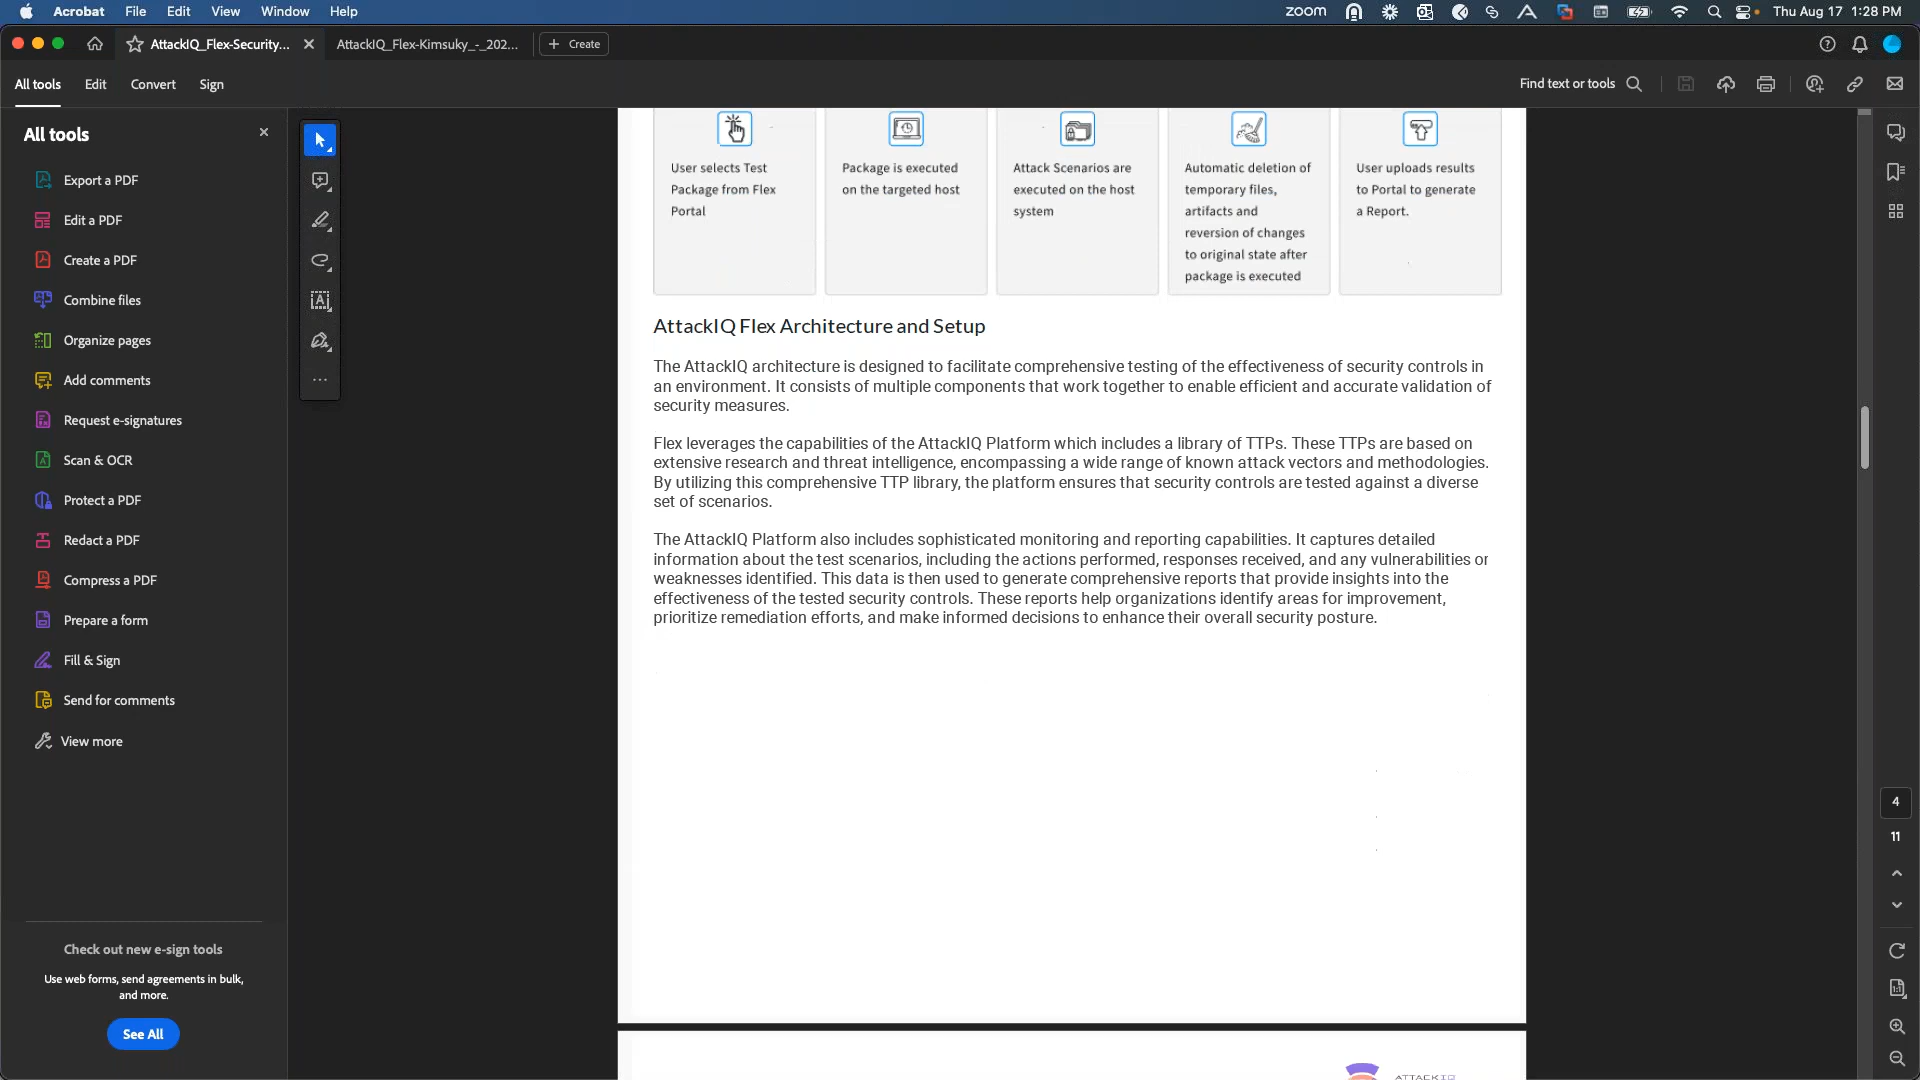 Acrobat File Edit View Window Help
zoom Thu Aug 17 1:28 PM
AttackIQ_Flex-Security... AttackIQ_Flex-Kimsuky_-_202... Create
All tools Edit Convert Sign
Find text or tools
All tools
Export a PDF
Edit a PDF
Create a PDF
Combine files
Organize pages
Add comments
Request e-signatures
Scan & OCR
Protect a PDF
Redact a PDF
Compress a PDF
Prepare a form
Fill & Sign
Send for comments
View more
Check out new e-sign tools
Use web forms, send agreements in bulk,
and more.
See All
User selects Test
Package from Flex
Portal
Package is executed
on the targeted host
Attack Scenarios are
executed on the host
system
Automatic deletion of
temporary files,
artifacts and
reversion of changes
to original state after
package is executed
User uploads results
to Portal to generate
a Report.
AttackIQ Flex Architecture and Setup
The AttackIQ architecture is designed to facilitate comprehensive testing of the effectiveness of security controls in
an environment. It consists of multiple components that work together to enable efficient and accurate validation of
security measures.
Flex leverages the capabilities of the AttackIQ Platform which includes a library of TTPs. These TTPs are based on
extensive research and threat intelligence, encompassing a wide range of known attack vectors and methodologies.
By utilizing this comprehensive TTP library, the platform ensures that security controls are tested against a diverse
set of scenarios.
The AttackIQ Platform also includes sophisticated monitoring and reporting capabilities. It captures detailed
information about the test scenarios, including the actions performed, responses received, and any vulnerabilities or
weaknesses identified. This data is then used to generate comprehensive reports that provide insights into the
effectiveness of the tested security controls. These reports help organizations identify areas for improvement,
prioritize remediation efforts, and make informed decisions to enhance their overall security posture.
ATTACKIQ
4
11